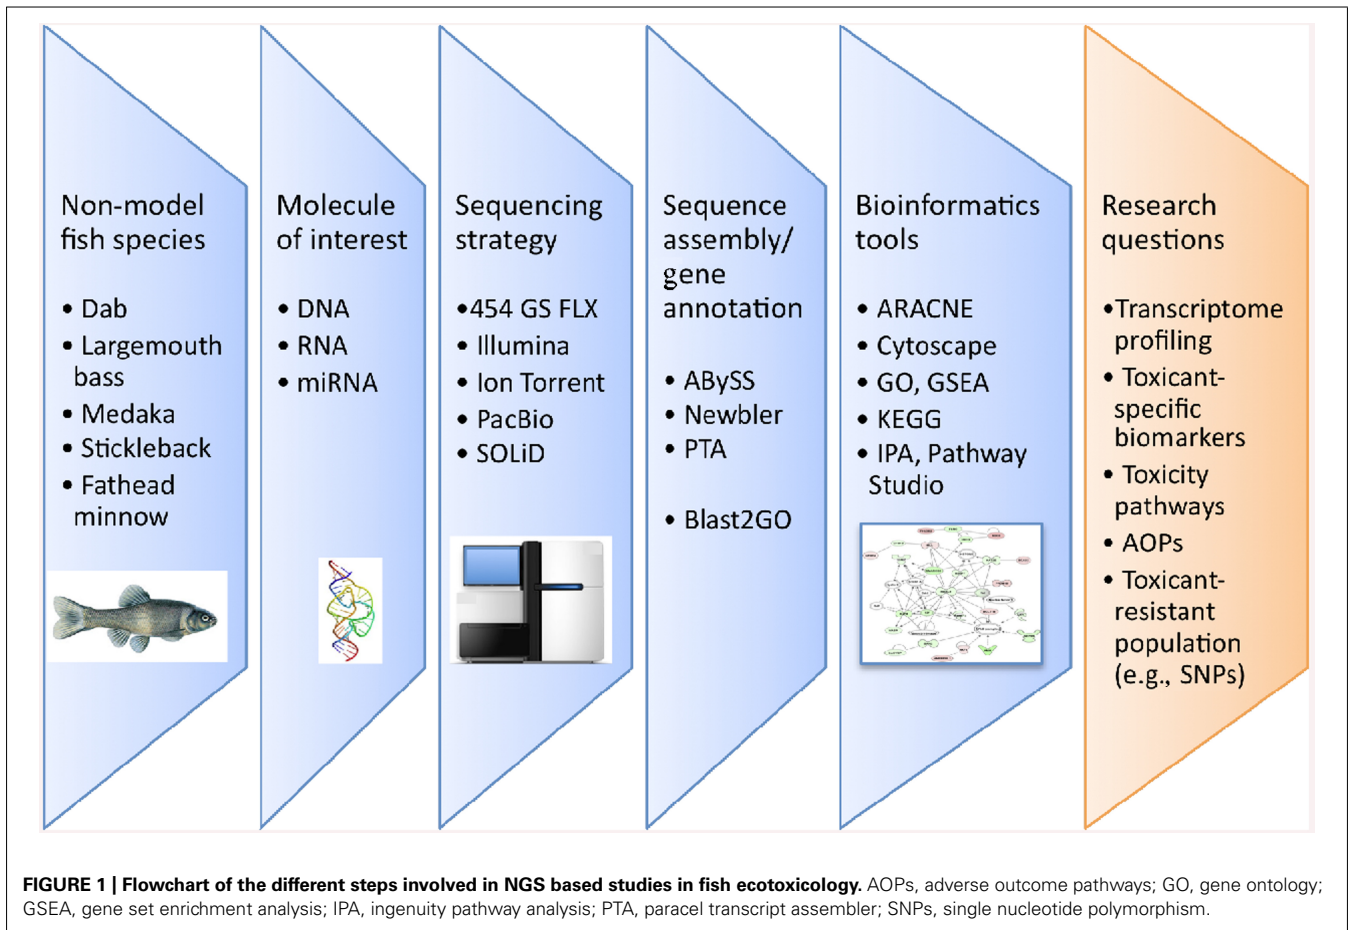 Non-model
fish species
• Dab
• Largemouth
bass
• Medaka
• Stickleback
• Fathead
minnow
Molecule
of interest
• DNA
• RNA
• miRNA
Sequencing
strategy
•454 GS FLX
• Illumina
• Ion Torrent
• PacBio
• SOLiD
Sequence
assembly/
gene
annotation
• ABySS
• Newbler
• PTA
• Blast2GO
Bioinformatics
tools
• ARACNE
• Cytoscape
• GO, GSEA
• KEGG
• IPA, Pathway
Studio
Research
questions
•Transcriptome
profiling
• Toxicant-
specific
biomarkers
• Toxicity
pathways
• AOPs
• Toxicant-
resistant
population
(e.g., SNPs)
FIGURE 1 | Flowchart of the different steps involved in NGS based studies in fish ecotoxicology. AOPs, adverse outcome pathways; GO, gene ontology;
GSEA, gene set enrichment analysis; IPA, ingenuity pathway analysis; PTA, paracel transcript assembler; SNPs, single nucleotide polymorphism.